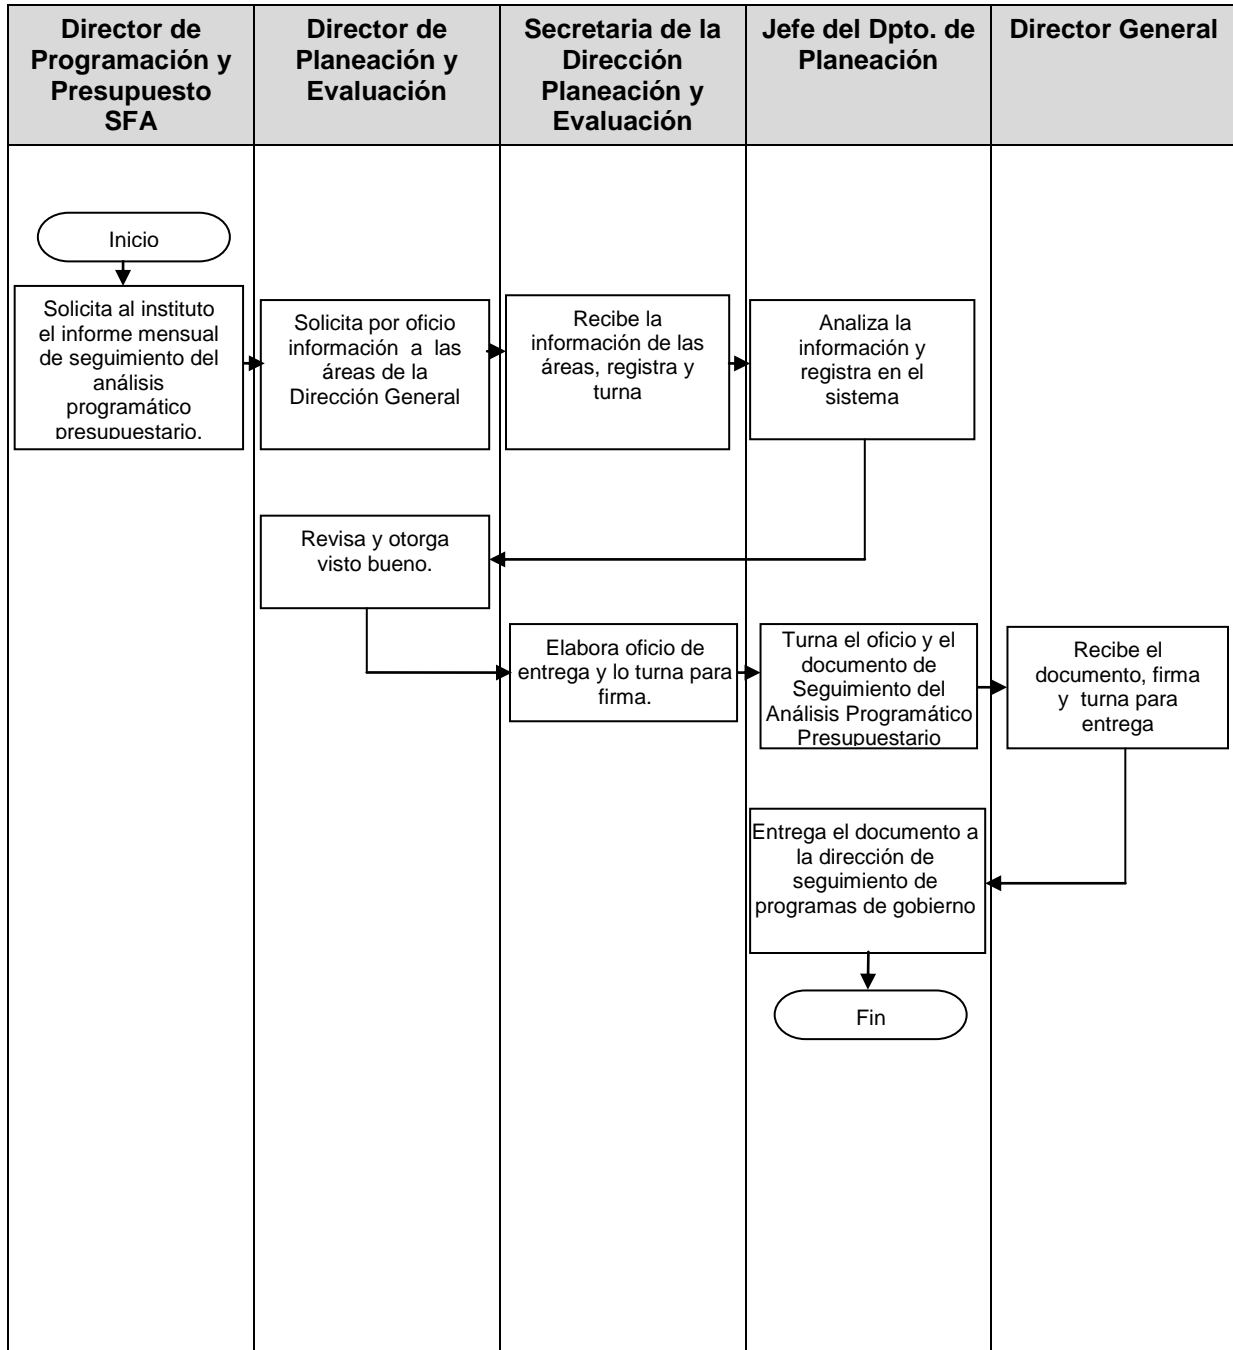 Director de
Programación y
Presupuesto
SFA
Director de
Planeación y
Evaluación
Secretaria de la
Dirección
Planeación y
Evaluación
Jefe del Dpto. de
Planeación
Director General
Inicio
Solicita al instituto
el informe mensual
de seguimiento del
análisis
programático
presupuestario.
Solicita por oficio
información a las
áreas de la
Dirección General
Recibe la
información de las
áreas, registra y
turna
Analiza la
información y
registra en el
sistema
Revisa y otorga
visto bueno.
Elabora oficio de
entrega y lo turna para
firma.
Turna el oficio y el
documento de
Seguimiento del
Análisis Programático
Presupuestario
Recibe el
documento, firma
y turna para
entrega
Entrega el documento a
la dirección de
seguimiento de
programas de gobierno
Fin